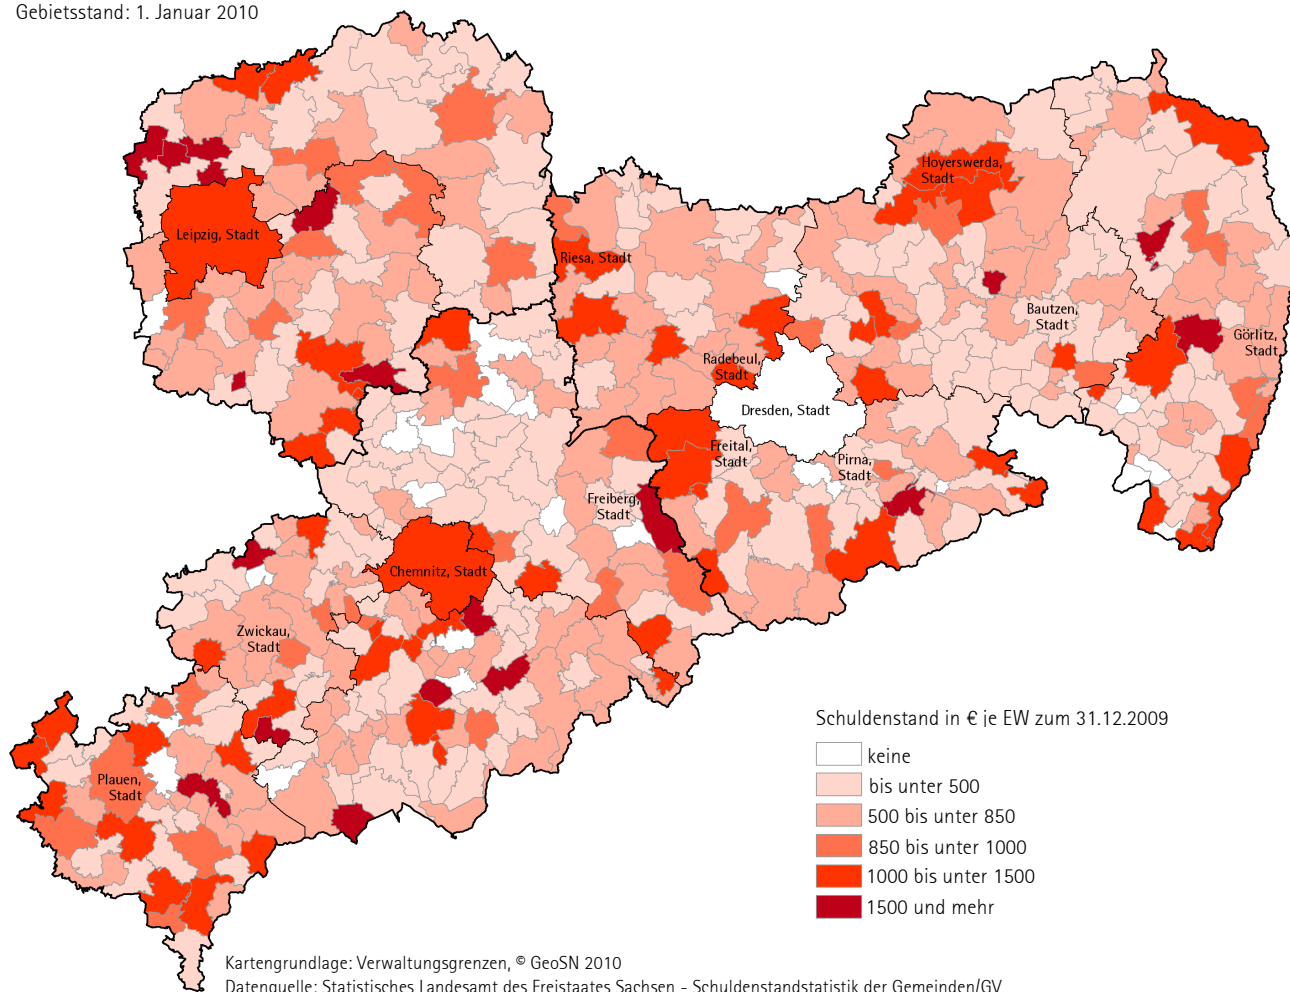 Gebietsstand: 1. Januar 2010
Hoyerswerda,
Stadt
Leipzig, Stadt
Riesa, Stadt
Bautzen,
Stadt
Görlitz,
Stadt
Radebeul,
Stadt
Dresden, Stadt
Freital,
Stadt
Pirna,
Stadt
Freiberg,
Stadt
Chemnitz, Stadt
Zwickau,
Stadt
Plauen,
Stadt
Schuldenstand in € je EW zum 31.12.2009
keine
bis unter 500
500 bis unter 850
850 bis unter 1000
1000 bis unter 1500
1500 und mehr
Kartengrundlage: Verwaltungsgrenzen, © GeoSN 2010
Datenquelle: Statistisches Landesamt des Freistaates Sachsen - Schuldenstandstatistik der Gemeinden/GV